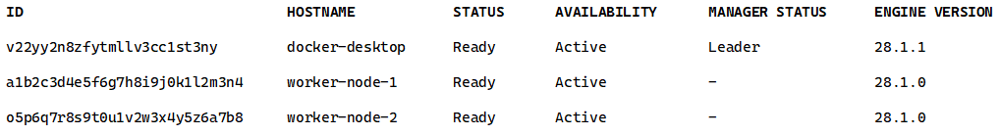 ID HOSTNAME STATUS AVAILABILITY MANAGER STATUS ENGINE VERSION
v22yy2n8zfytmllv3cc1st3ny docker-desktop Ready Active Leader 28.1.1
a1b2c3d4e5f6g7h8i9j0k1l2m3n4 worker-node-1 Ready Active - 28.1.0
o5p6q7r8s9t0u1v2w3x4y5z6a7b8 worker-node-2 Ready Active - 28.1.0